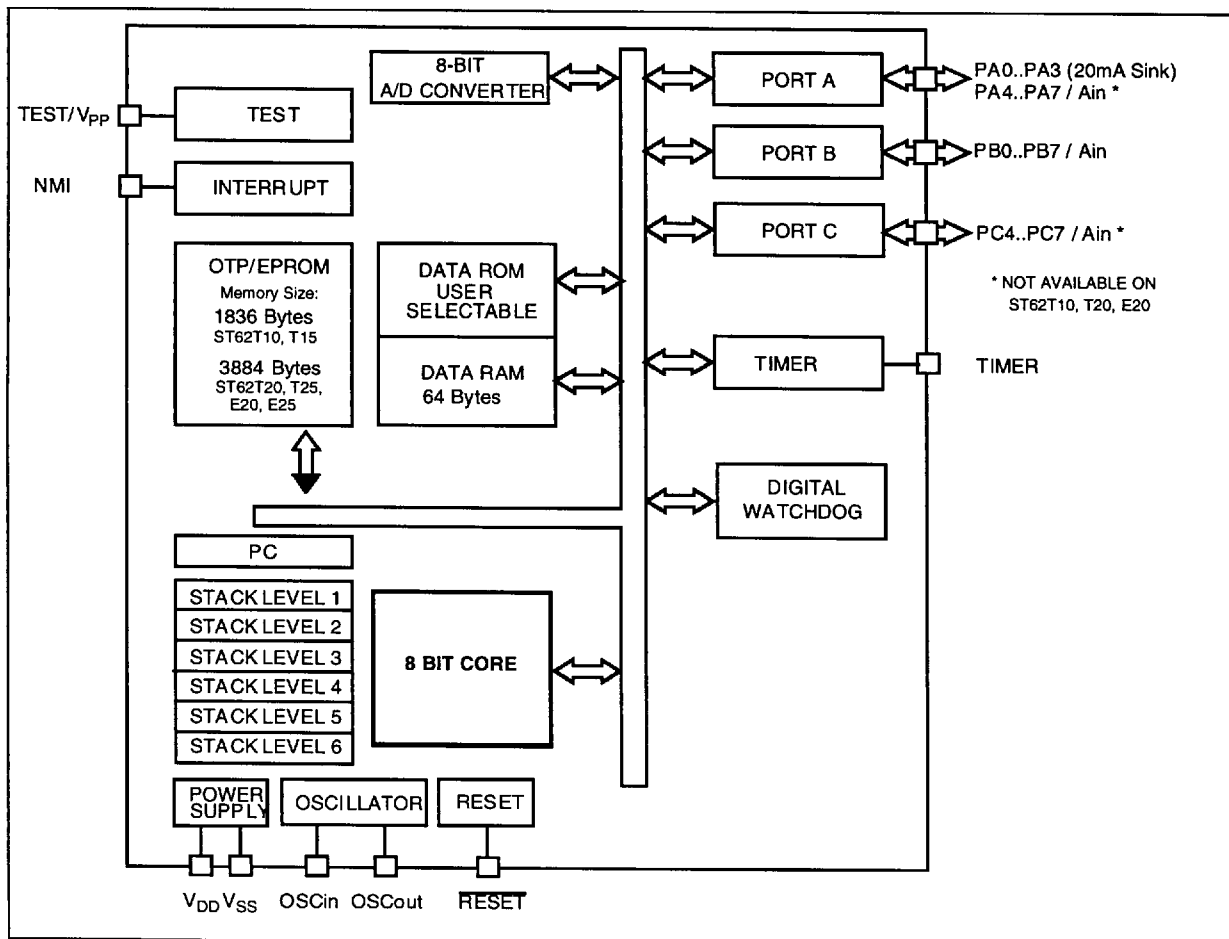 8-BIT
A/D CONVERTER
PORT A
PA0..PA3 (20mA Sink)
PA4..PA7 / Ain *
TEST/VPP
TEST
PORT B
PB0..PB7 / Ain
NMI
INTERRUPT
PORT C
PC4..PC7 / Ain *
* NOT AVAILABLE ON
ST62T10, T20, E20
OTP/EPROM
Memory Size:
1836 Bytes
ST62T10, T15
3884 Bytes
ST62T20, T25,
E20, E25
DATA ROM
USER
SELECTABLE
DATA RAM
64 Bytes
TIMER
TIMER
DIGITAL
WATCHDOG
PC
STACK LEVEL 1
STACK LEVEL 2
STACK LEVEL 3
STACK LEVEL 4
STACK LEVEL 5
STACK LEVEL 6
8 BIT CORE
POWER
SUPPLY
OSCILLATOR
RESET
VDD VSS
OSCin OSCout
RESET